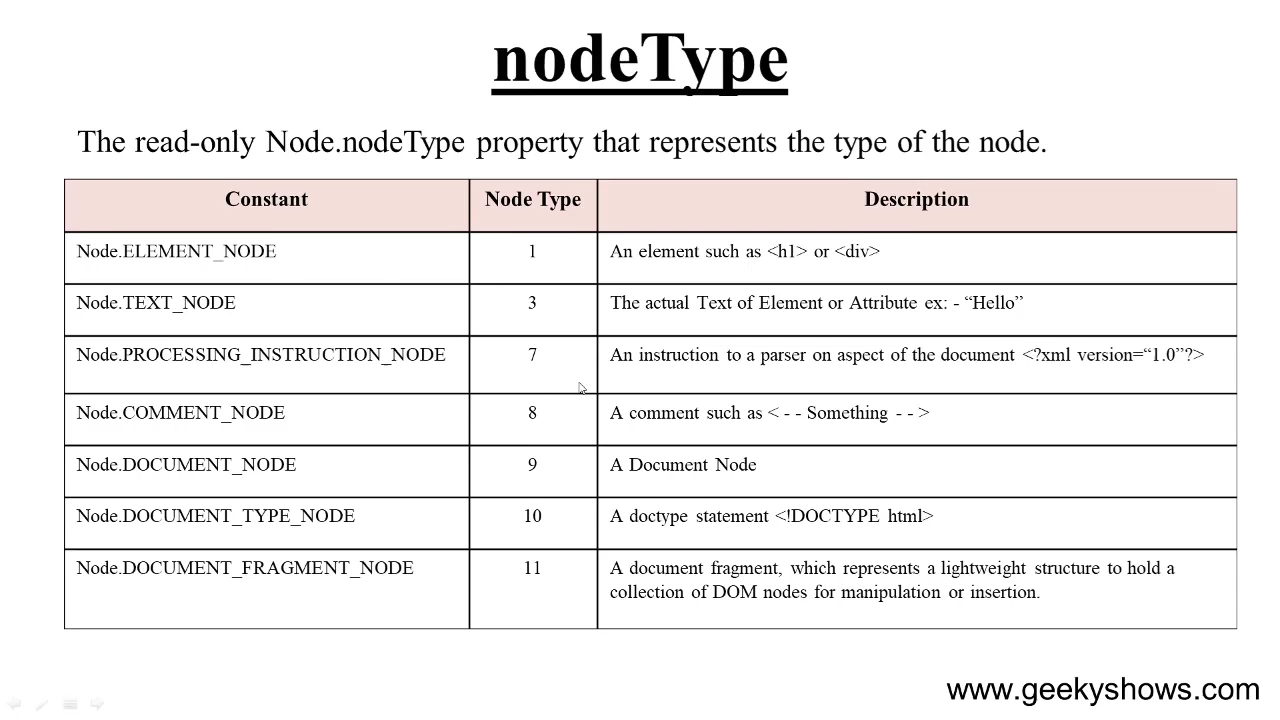 nodeType
The read-only Node.nodeType property that represents the type of the node.
Constant Node Type Description
Node.ELEMENT_NODE 1 An element such as <h1> or <div>
Node.TEXT_NODE 3 The actual Text of Element or Attribute ex: - “Hello”
Node.PROCESSING_INSTRUCTION_NODE 7 An instruction to a parser on aspect of the document <?xml version=“1.0”?>
Node.COMMENT_NODE 8 A comment such as < - - Something - - >
Node.DOCUMENT_NODE 9 A Document Node
Node.DOCUMENT_TYPE_NODE 10 A doctype statement <!DOCTYPE html>
Node.DOCUMENT_FRAGMENT_NODE 11 A document fragment, which represents a lightweight structure to hold a
collection of DOM nodes for manipulation or insertion.
www.geekyshows.com